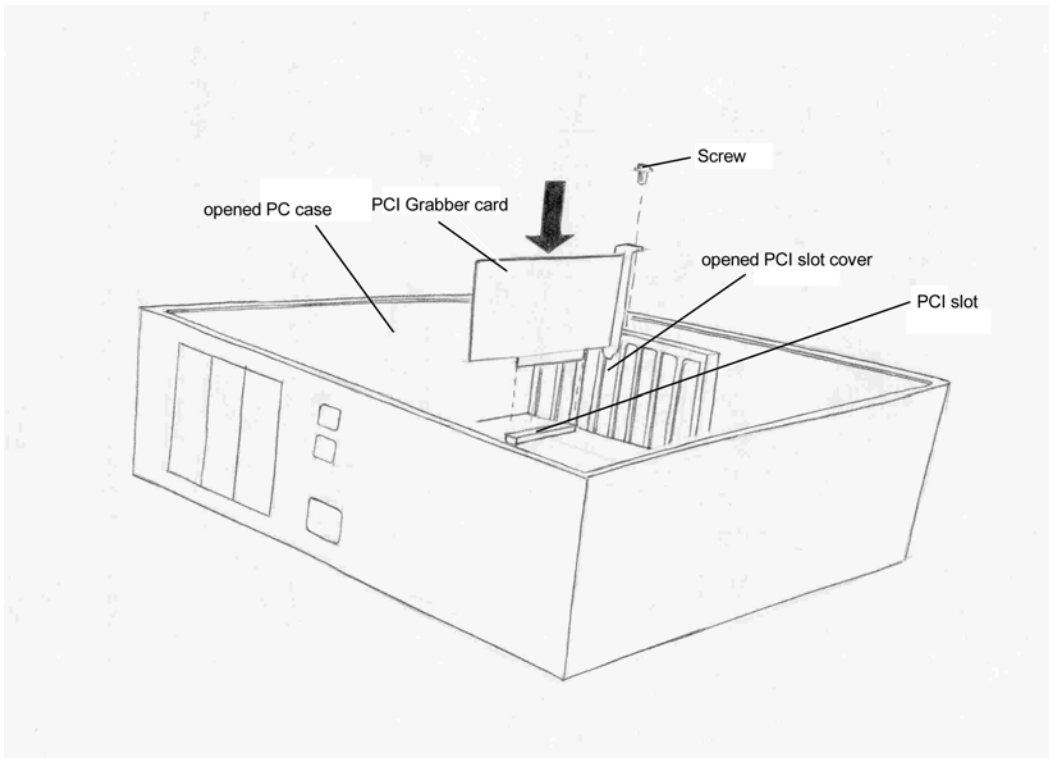 Screw
opened PC case
PCI Grabber card
opened PCI slot cover
PCI slot